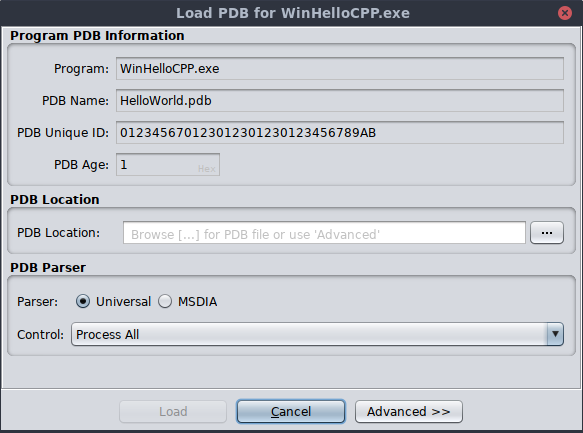 Load PDB for WinHelloCPP.exe
Program PDB Information
Program: WinHelloCPP.exe
PDB Name: HelloWorld.pdb
PDB Unique ID: 012345670123012301230123456789AB
PDB Age: 1 Hex
PDB Location
PDB Location: Browse [...] for PDB file or use 'Advanced' ...
PDB Parser
Parser: Universal MSDIA
Control: Process All
Load Cancel Advanced >>